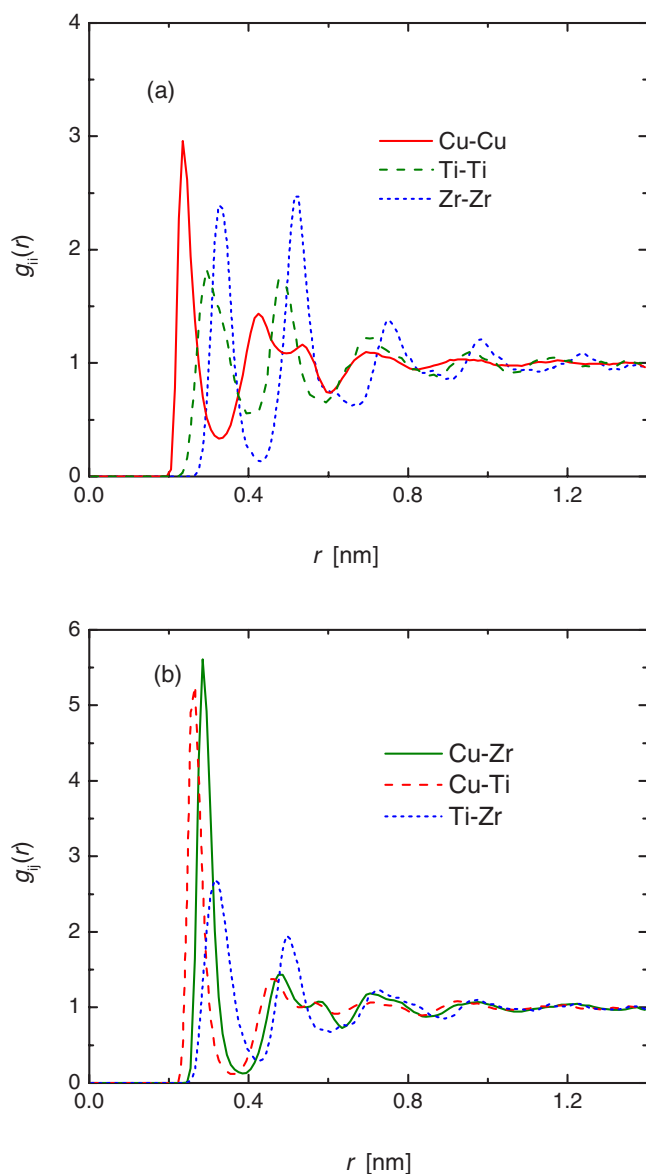 4
(a)
3
Cu-Cu
Ti-Ti
Zr-Zr
gii(r)
2
1
0
0.0 0.4 0.8 1.2
r [nm]
6
(b)
5
Cu-Zr
4
Cu-Ti
Ti-Zr
gij(r)
3
2
1
0
0.0 0.4 0.8 1.2
r [nm]